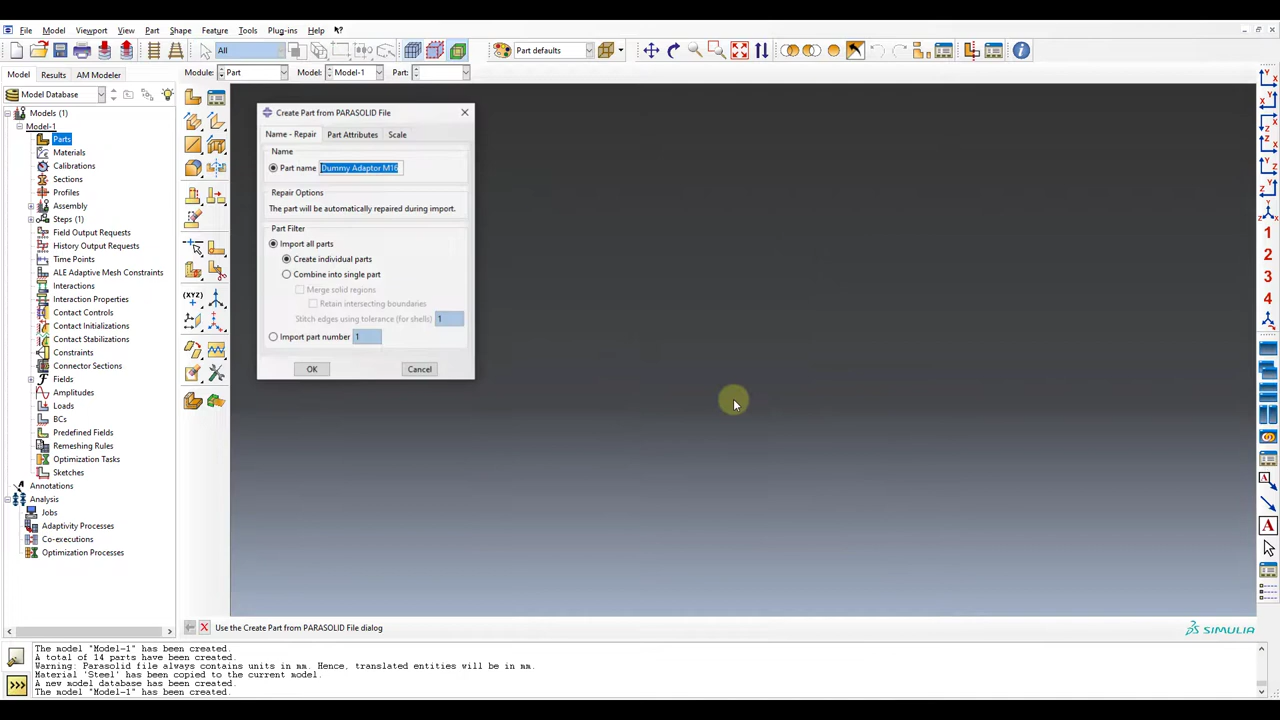 File Model Viewport View Part Shape Feature Tools Plug-ins Help
All Part defaults
Model Results AM Modeler Module: Part Model: Model-1 Part:
Model Database
Models (1)
Model-1
Parts
Materials
Calibrations
Sections
Profiles
Assembly
Steps (1)
Field Output Requests
History Output Requests
Time Points
ALE Adaptive Mesh Constraints
Interactions
Interaction Properties
Contact Controls
Contact Initializations
Contact Stabilizations
Constraints
Connector Sections
Fields
Amplitudes
Loads
BCs
Predefined Fields
Remeshing Rules
Optimization Tasks
Sketches
Annotations
Analysis
Jobs
Adaptivity Processes
Co-executions
Optimization Processes
(XYZ)
Create Part from PARASOLID File
Name - Repair Part Attributes Scale
Name
Part name Dummy Adaptor M16
Repair Options
The part will be automatically repaired during import.
Part Filter
Import all parts
Create individual parts
Combine into single part
Merge solid regions
Retain intersecting boundaries
Stitch edges using tolerance (for shells) 1
Import part number 1
OK Cancel
1
2
3
4
A
Use the Create Part from PARASOLID File dialog
SIMULIA
The model "Model-1" has been created.
A total of 14 parts have been created.
Warning: Parasolid file always contains units in mm. Hence, translated entities will be in mm.
Material 'Steel' has been copied to the current model.
A new model database has been created.
The model "Model-1" has been created.
>>>